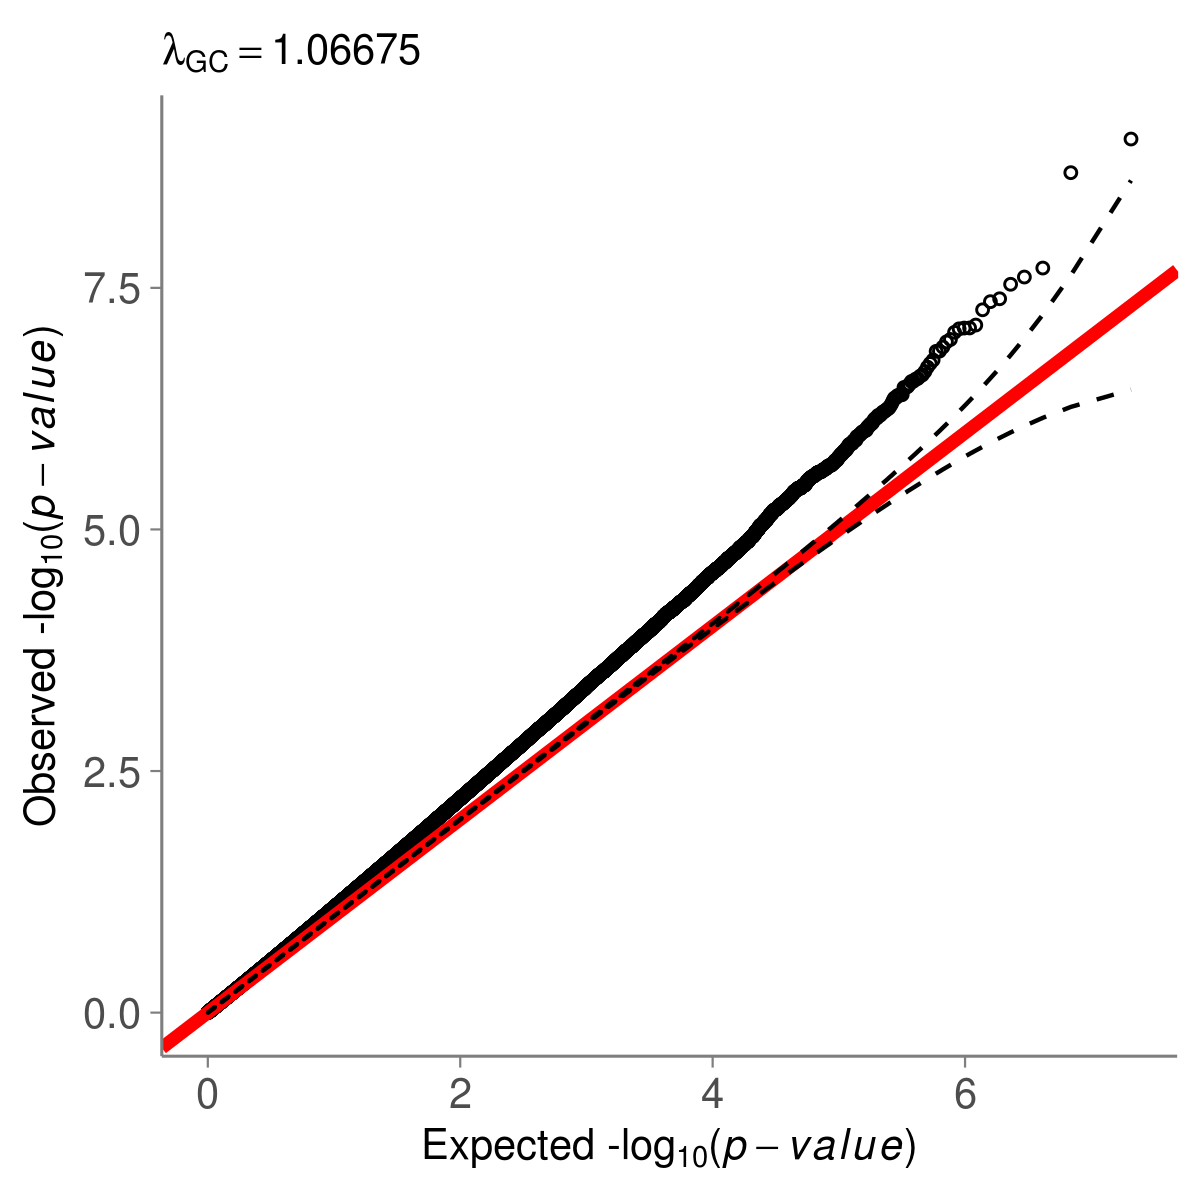 λGC = 1.06675
7.5
5.0
2.5
0.0
Observed -log10(p − value)
0 2 4 6
Expected -log10(p − value)